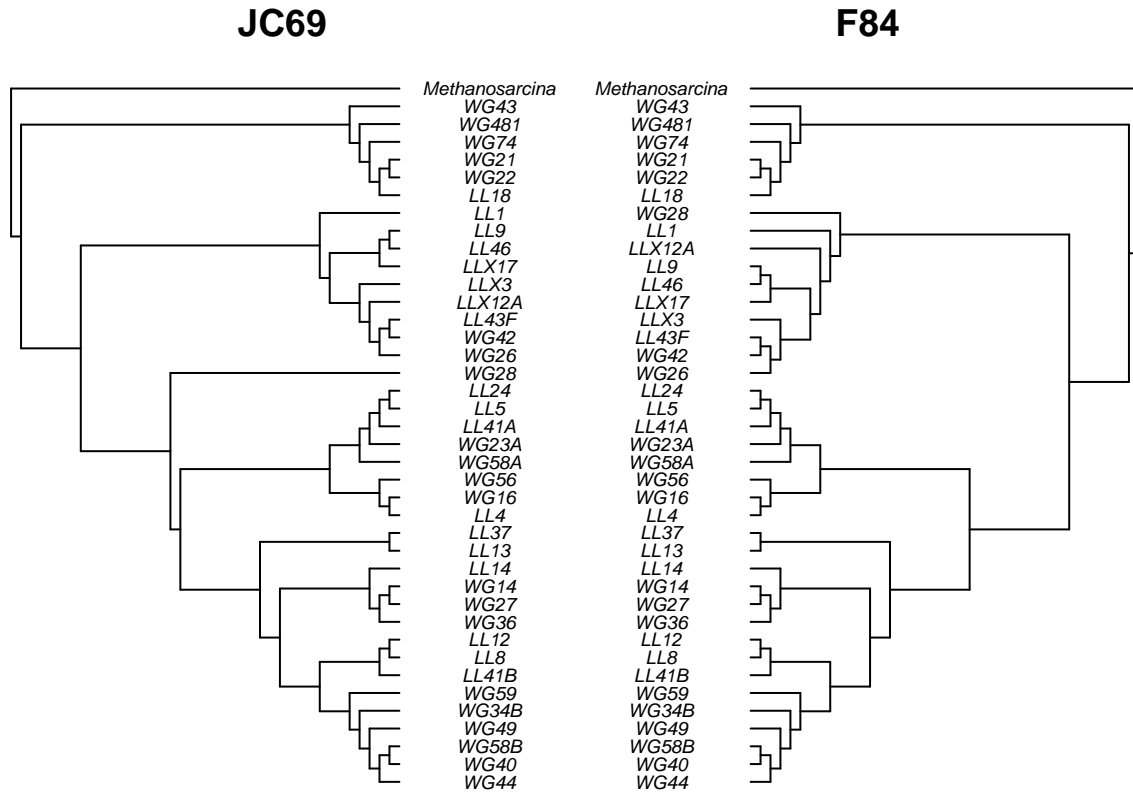 JC69 F84
Methanosarcina Methanosarcina
WG43 WG43
WG481 WG481
WG74 WG74
WG21 WG21
WG22 WG22
LL18 LL18
LL1 WG28
LL9 LL1
LL46 LLX12A
LLX17 LL9
LLX3 LL46
LLX12A LLX17
LL43F LLX3
WG42 LL43F
WG26 WG42
WG28 WG26
LL24 LL24
LL5 LL5
LL41A LL41A
WG23A WG23A
WG58A WG58A
WG56 WG56
WG16 WG16
LL4 LL4
LL37 LL37
LL13 LL13
LL14 LL14
WG14 WG14
WG27 WG27
WG36 WG36
LL12 LL12
LL8 LL8
LL41B LL41B
WG59 WG59
WG34B WG34B
WG49 WG49
WG58B WG58B
WG40 WG40
WG44 WG44